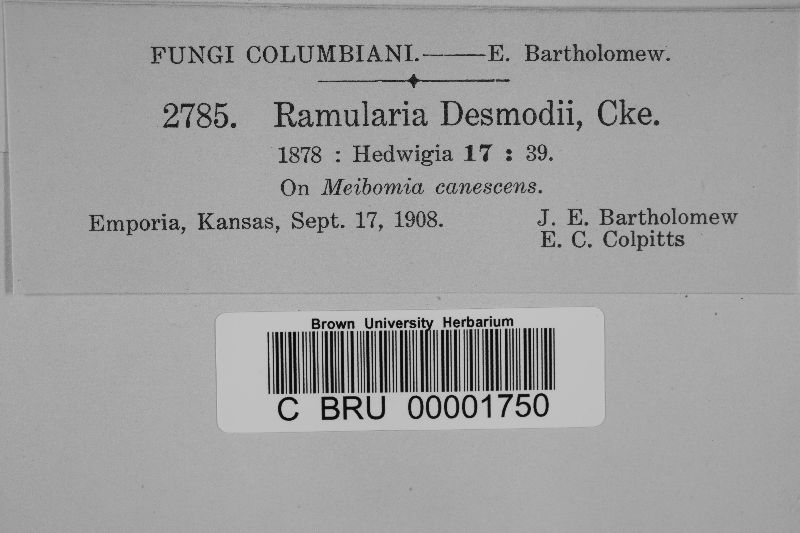 FUNGI COLUMBIANI.——E. Bartholomew.
2785. Ramularia Desmodii, Cke.
1878 : Hedwigia 17 : 39.
On Meibomia canescens.
Emporia, Kansas, Sept. 17, 1908. J. E. Bartholomew
E. C. Colpitts
Brown University Herbarium
C BRU 00001750